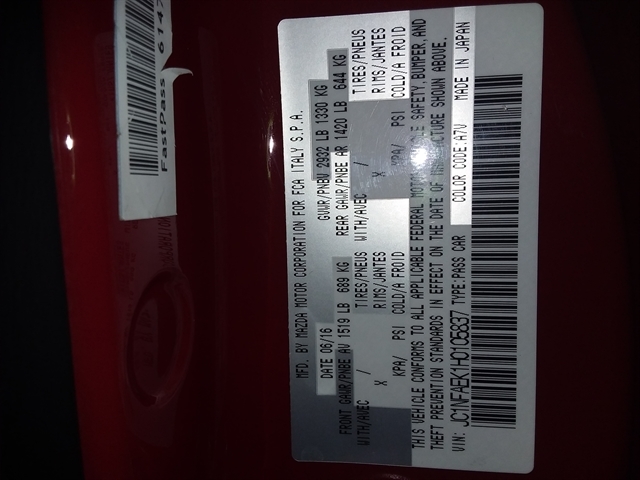 FastPass 6147
MFD. BY MAZDA MOTOR CORPORATION FOR FCA ITALY S.P.A.
DATE 06/16 GVWR/PNBV 2932 LB 1330 KG
FRONT GAWR/PNBE AV 1519 LB 689 KG REAR GAWR/PNBE AR 1420 LB 644 KG
WITH/AVEC / TIRES/PNEUS WITH/AVEC / TIRES/PNEUS
X RIMS/JANTES X RIMS/JANTES
KPA/ PSI COLD/A FROID KPA/ PSI COLD/A FROID
THIS VEHICLE CONFORMS TO ALL APPLICABLE FEDERAL MOTOR VEHICLE SAFETY, BUMPER, AND
THEFT PREVENTION STANDARDS IN EFFECT ON THE DATE OF MANUFACTURE SHOWN ABOVE.
VIN: JC1NFAEK1H0105837 TYPE:PASS CAR COLOR CODE:A7V MADE IN JAPAN